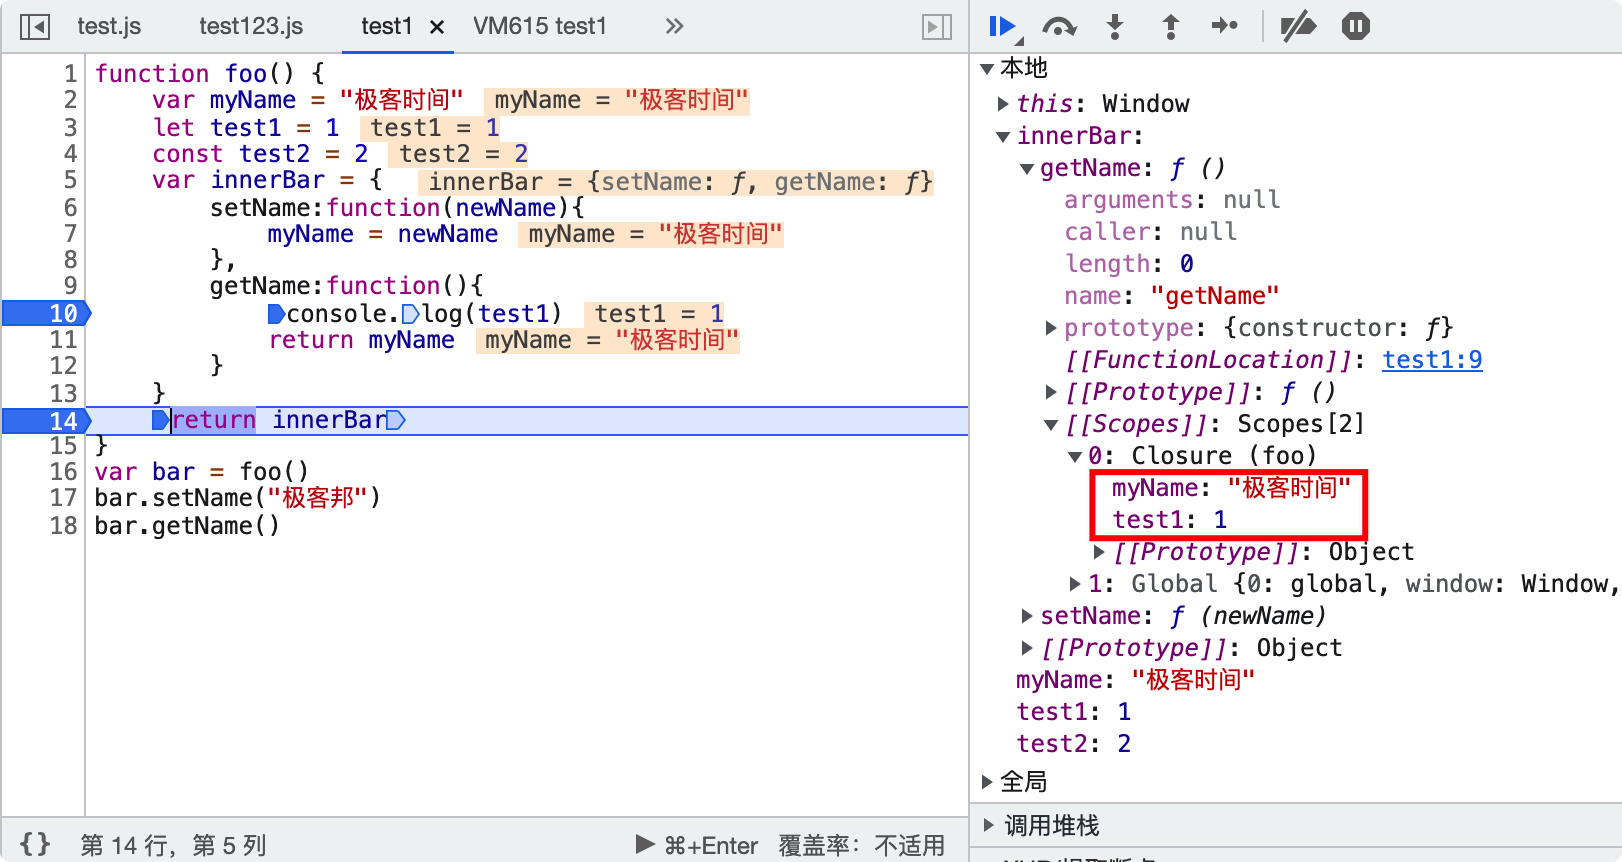 test.js test123.js test1 × VM615 test1 »
1 function foo() {
2 var myName = "极客时间" myName = "极客时间"
3 let test1 = 1 test1 = 1
4 const test2 = 2 test2 = 2
5 var innerBar = { innerBar = {setName: ƒ, getName: ƒ}
6 setName:function(newName){
7 myName = newName myName = "极客时间"
8 },
9 getName:function(){
10 console.log(test1) test1 = 1
11 return myName myName = "极客时间"
12 }
13 }
14 return innerBar
15 }
16 var bar = foo()
17 bar.setName("极客邦")
18 bar.getName()
{} 第 14 行，第 5 列 ▶ ⌘+Enter 覆盖率：不适用
▼本地
▶this: Window
▼innerBar:
▼getName: ƒ ()
arguments: null
caller: null
length: 0
name: "getName"
▶prototype: {constructor: ƒ}
[[FunctionLocation]]: test1:9
▶[[Prototype]]: ƒ ()
▼[[Scopes]]: Scopes[2]
▼0: Closure (foo)
myName: "极客时间"
test1: 1
▶[[Prototype]]: Object
▶1: Global {0: global, window: Window,
▶setName: ƒ (newName)
▶[[Prototype]]: Object
myName: "极客时间"
test1: 1
test2: 2
▶全局
▶调用堆栈